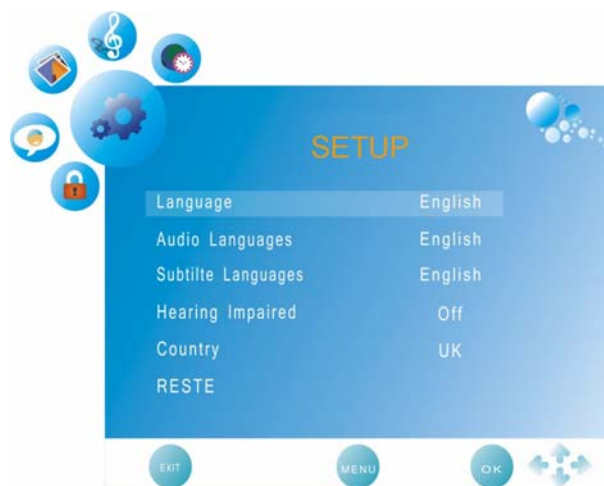 SETUP
Language English
Audio Languages English
Subtilte Languages English
Hearing Impaired Off
Country UK
RESTE
EXIT MENU OK